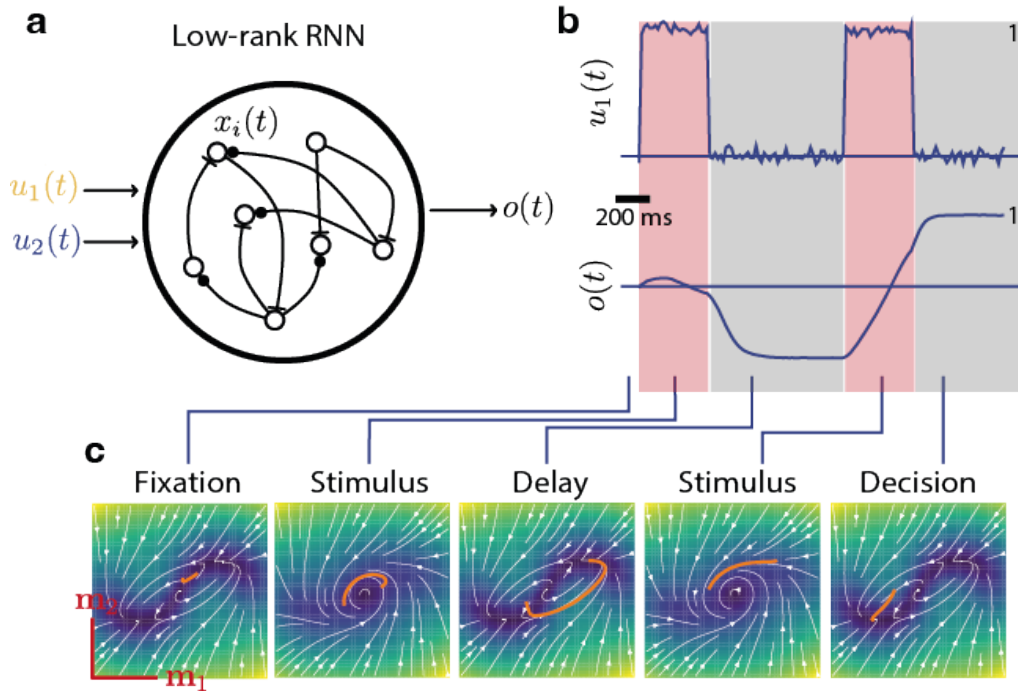 a
Low-rank RNN
x_i(t)
u_1(t)
u_2(t)
o(t)
b
u_1(t)
1
200 ms
o(t)
1
c
Fixation
Stimulus
Delay
Stimulus
Decision
m_2
m_1